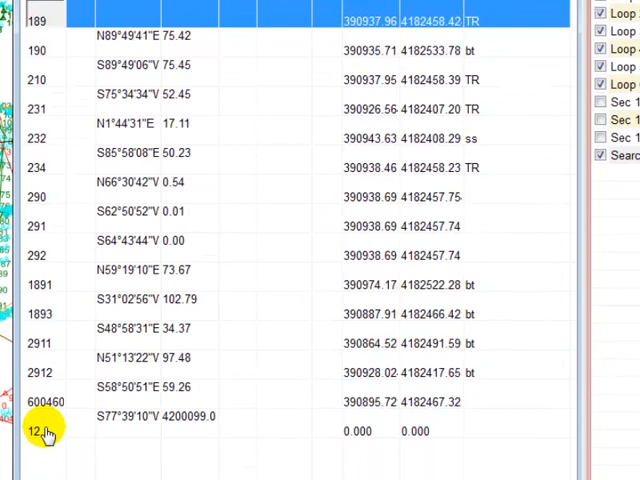 189 390937.96 4182458.42 TR
N89°49'41"E 75.42
190 390935.71 4182533.78 bt
S89°49'06"V 75.45
210 390937.95 4182458.39 TR
S75°34'34"V 52.45
231 390926.56 4182407.20 TR
N1°44'31"E 17.11
232 390943.63 4182408.29 ss
S85°58'08"E 50.23
234 390938.46 4182458.23 TR
N66°30'42"V 0.54
290 390938.69 4182457.75
S62°50'52"V 0.01
291 390938.69 4182457.74
S64°43'44"V 0.00
292 390938.69 4182457.74
N59°19'10"E 73.67
1891 390974.17 4182522.28 bt
S31°02'56"V 102.79
1893 390887.91 4182466.42 bt
S48°58'31"E 34.37
2911 390864.52 4182491.59 bt
N51°13'22"V 97.48
2912 390928.02 4182417.65 bt
S58°50'51"E 59.26
600460 390895.72 4182467.32
S77°39'10"V 4200099.0
12 0.000 0.000
Loop
Loop
Loop
Loop
Loop
Sec 1
Sec 1
Sec 1
Searc